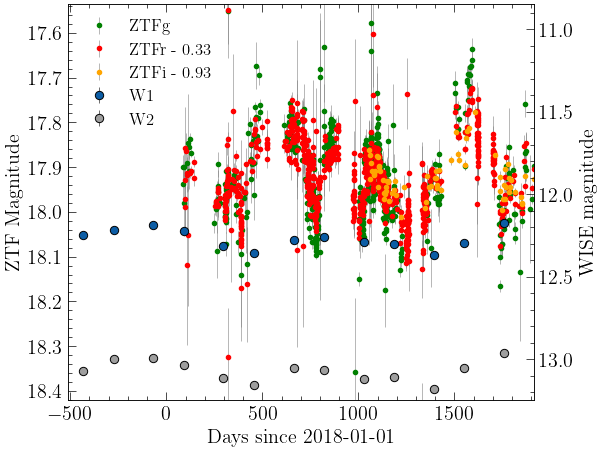 ZTFg
ZTFr - 0.33
ZTFi - 0.93
W1
W2
17.6
17.7
17.8
17.9
18.0
18.1
18.2
18.3
18.4
ZTF Magnitude
11.0
11.5
12.0
12.5
13.0
WISE magnitude
−500 0 500 1000 1500
Days since 2018-01-01